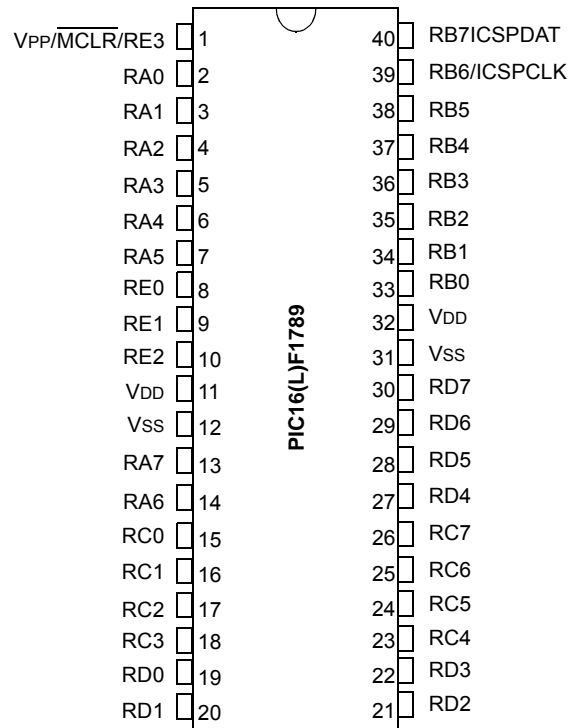 VPP/MCLR/RE3 1 40 RB7ICSPDAT
RA0 2 39 RB6/ICSPCLK
RA1 3 38 RB5
RA2 4 37 RB4
RA3 5 36 RB3
RA4 6 35 RB2
RA5 7 34 RB1
RE0 8 33 RB0
RE1 9 32 VDD
RE2 10 31 VSS
VDD 11 30 RD7
VSS 12 29 RD6
RA7 13 28 RD5
RA6 14 27 RD4
RC0 15 26 RC7
RC1 16 25 RC6
RC2 17 24 RC5
RC3 18 23 RC4
RD0 19 22 RD3
RD1 20 21 RD2
PIC16(L)F1789